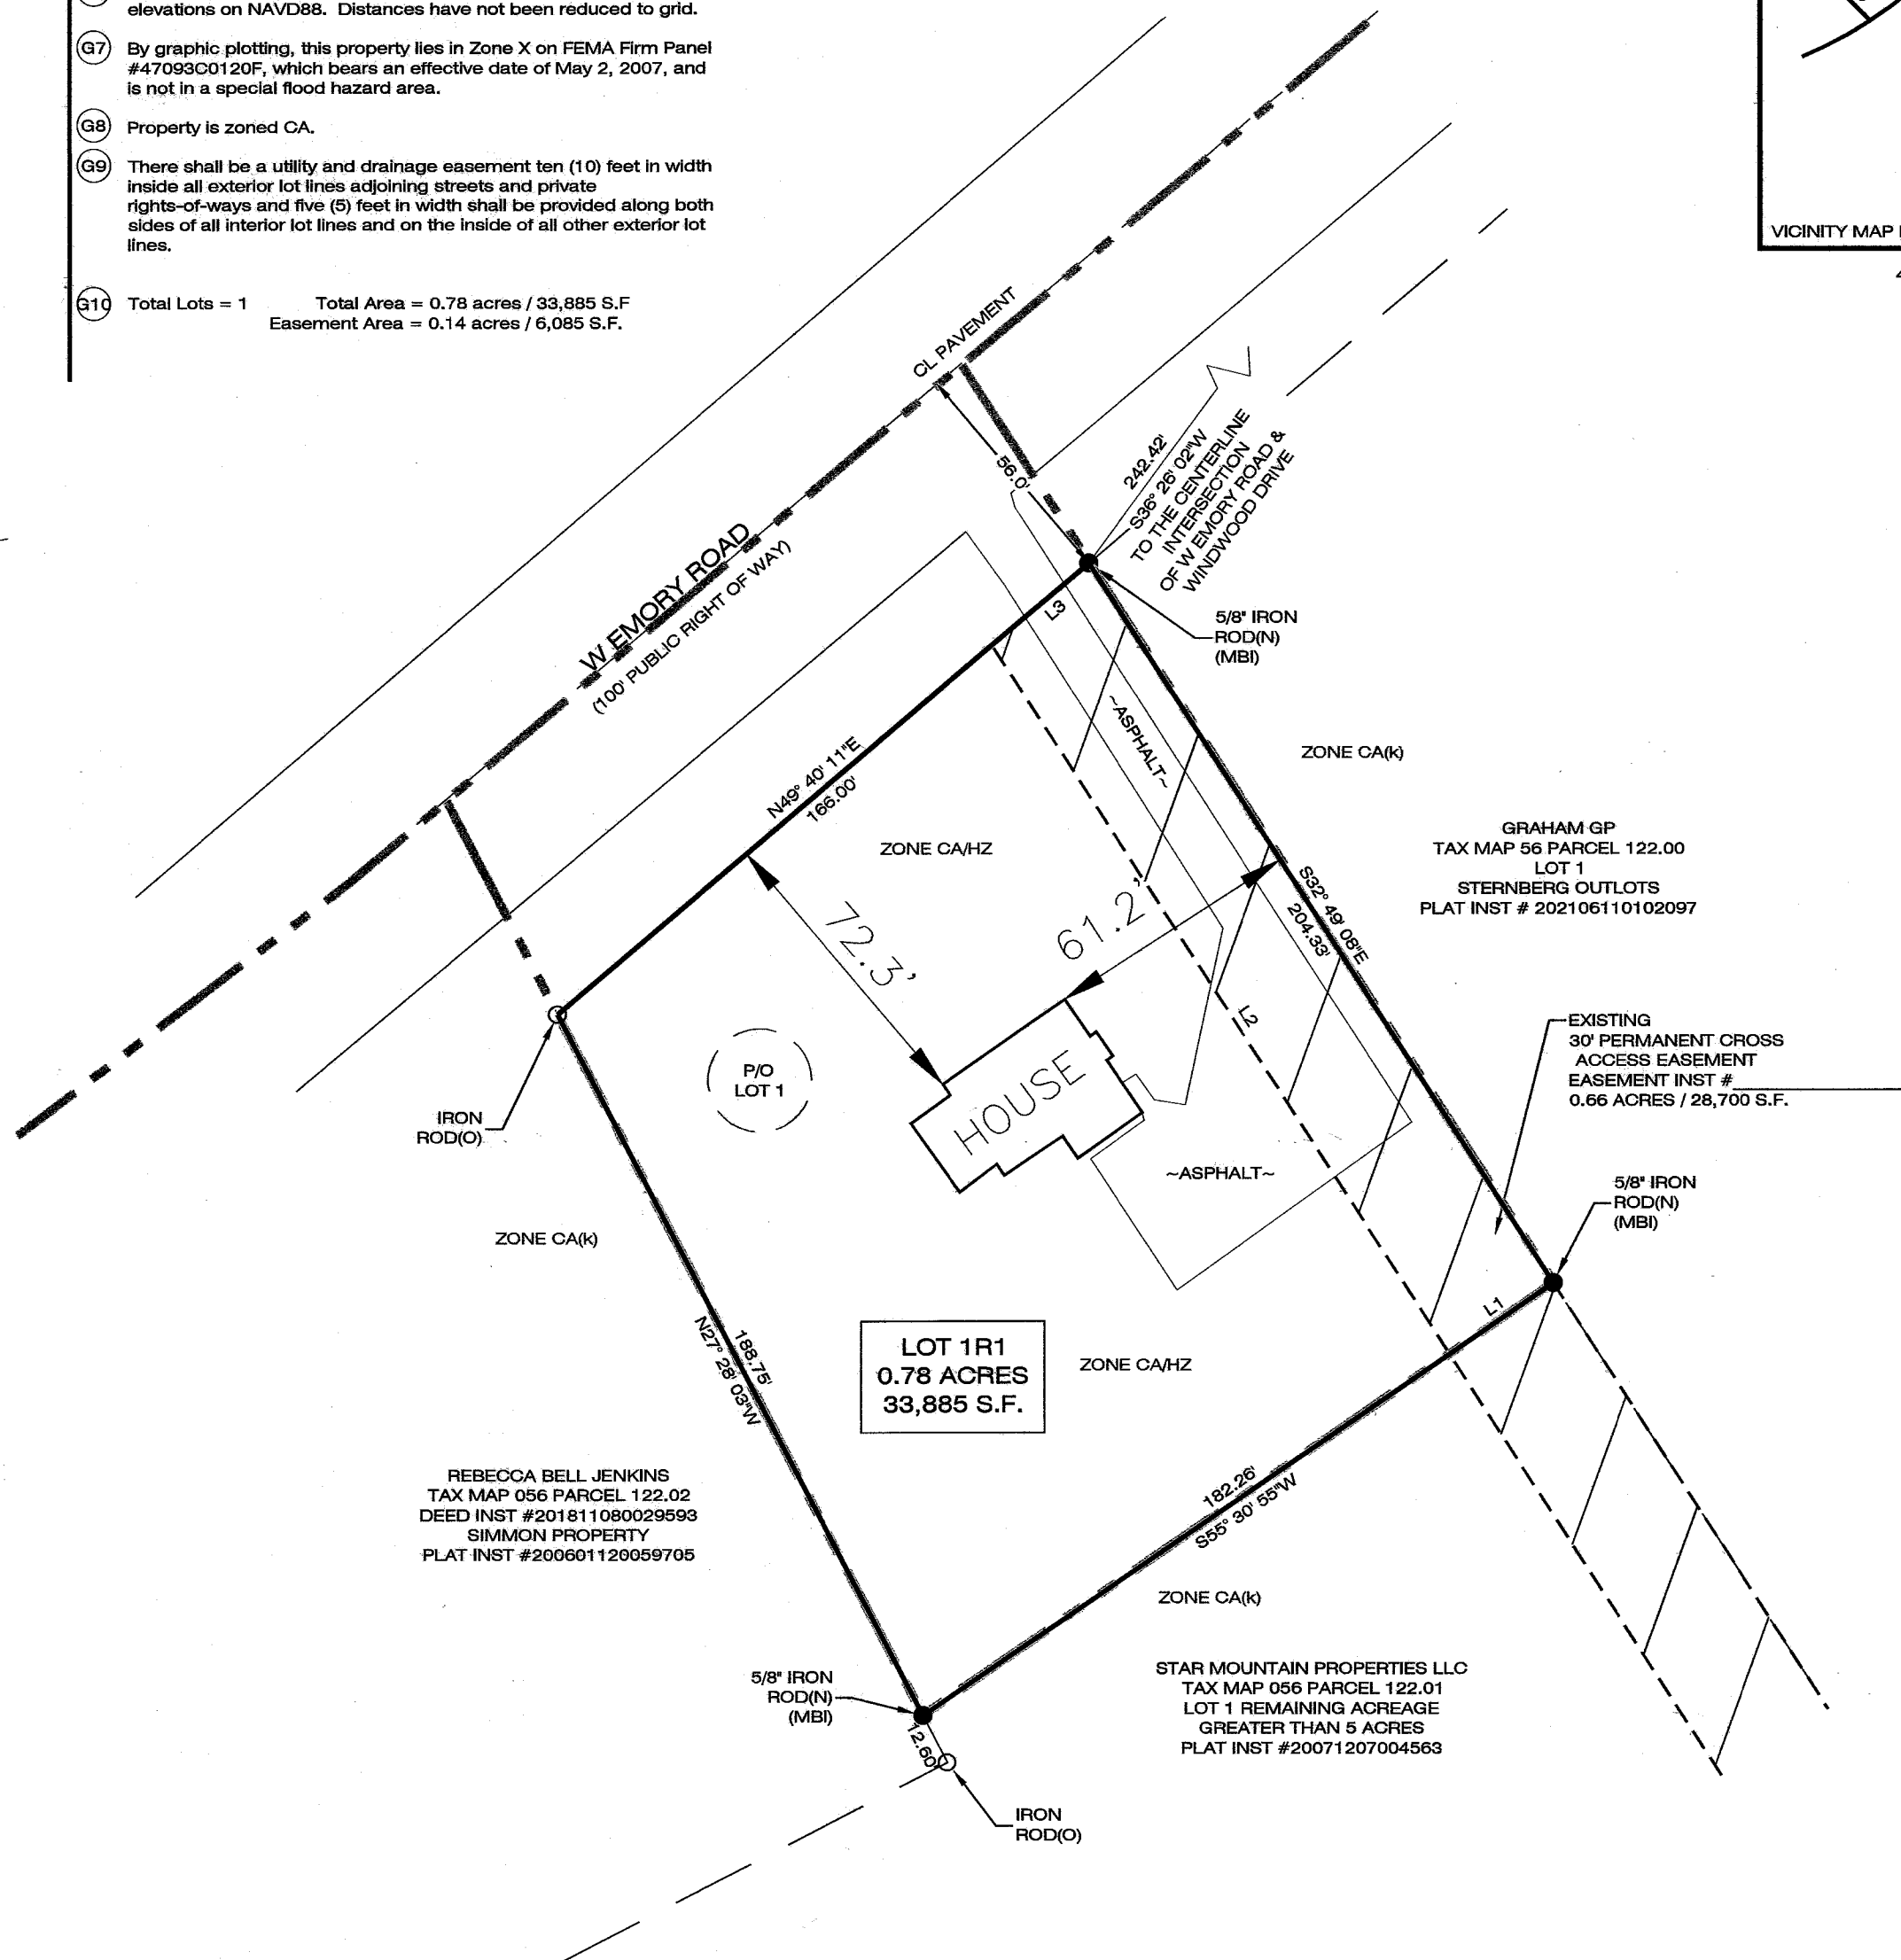 elevations on NAVD88. Distances have not been reduced to grid.
G7 By graphic plotting, this property lies in Zone X on FEMA Firm Panel
#47093C0120F, which bears an effective date of May 2, 2007, and
is not in a special flood hazard area.
G8 Property is zoned CA.
G9 There shall be a utility and drainage easement ten (10) feet in width
inside all exterior lot lines adjoining streets and private
rights-of-ways and five (5) feet in width shall be provided along both
sides of all interior lot lines and on the inside of all other exterior lot
lines.
G10 Total Lots = 1 Total Area = 0.78 acres / 33,885 S.F
Easement Area = 0.14 acres / 6,085 S.F.
VICINITY MAP
CL PAVEMENT
56.0'
242.42'
S36° 26' 02"W
TO THE CENTERLINE
INTERSECTION
OF W EMORY ROAD &
WINDWOOD DRIVE
W EMORY ROAD
(100' PUBLIC RIGHT OF WAY)
L3
5/8" IRON
ROD(N)
(MBI)
~ASPHALT~
ZONE CA(k)
N49° 40' 11"E
166.00'
ZONE CA/HZ
GRAHAM GP
TAX MAP 56 PARCEL 122.00
LOT 1
STERNBERG OUTLOTS
PLAT INST # 202106110102097
S32° 49' 08"E
204.33'
72.3'
61.2'
L2
EXISTING
30' PERMANENT CROSS
ACCESS EASEMENT
EASEMENT INST #
0.66 ACRES / 28,700 S.F.
P/O
LOT 1
HOUSE
IRON
ROD(O)
~ASPHALT~
5/8" IRON
ROD(N)
(MBI)
ZONE CA(k)
L1
LOT 1R1
0.78 ACRES
33,885 S.F.
ZONE CA/HZ
188.75'
N27° 28' 03"W
REBECCA BELL JENKINS
TAX MAP 056 PARCEL 122.02
DEED INST #201811080029593
SIMMON PROPERTY
PLAT INST #200601120059705
182.26'
S55° 30' 55"W
ZONE CA(k)
5/8" IRON
ROD(N)
(MBI)
12.60'
STAR MOUNTAIN PROPERTIES LLC
TAX MAP 056 PARCEL 122.01
LOT 1 REMAINING ACREAGE
GREATER THAN 5 ACRES
PLAT INST #20071207004563
IRON
ROD(O)